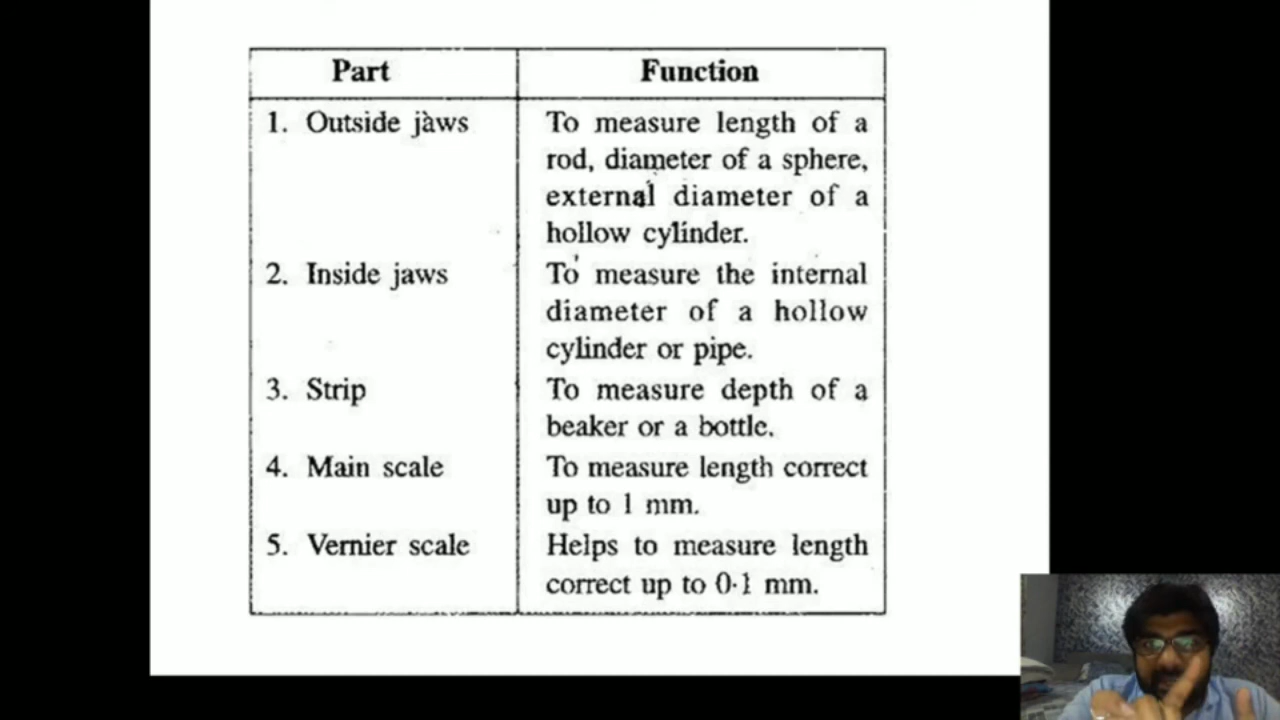 Part Function
1. Outside jaws To measure length of a
rod, diameter of a sphere,
external diameter of a
hollow cylinder.
2. Inside jaws To measure the internal
diameter of a hollow
cylinder or pipe.
3. Strip To measure depth of a
beaker or a bottle.
4. Main scale To measure length correct
up to 1 mm.
5. Vernier scale Helps to measure length
correct up to 0·1 mm.